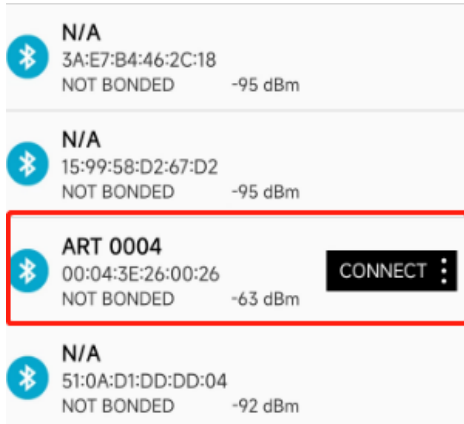 N/A
3A:E7:B4:46:2C:18
NOT BONDED -95 dBm
N/A
15:99:58:D2:67:D2
NOT BONDED -95 dBm
ART 0004
00:04:3E:26:00:26
CONNECT
NOT BONDED -63 dBm
N/A
51:0A:D1:DD:DD:04
NOT BONDED -92 dBm